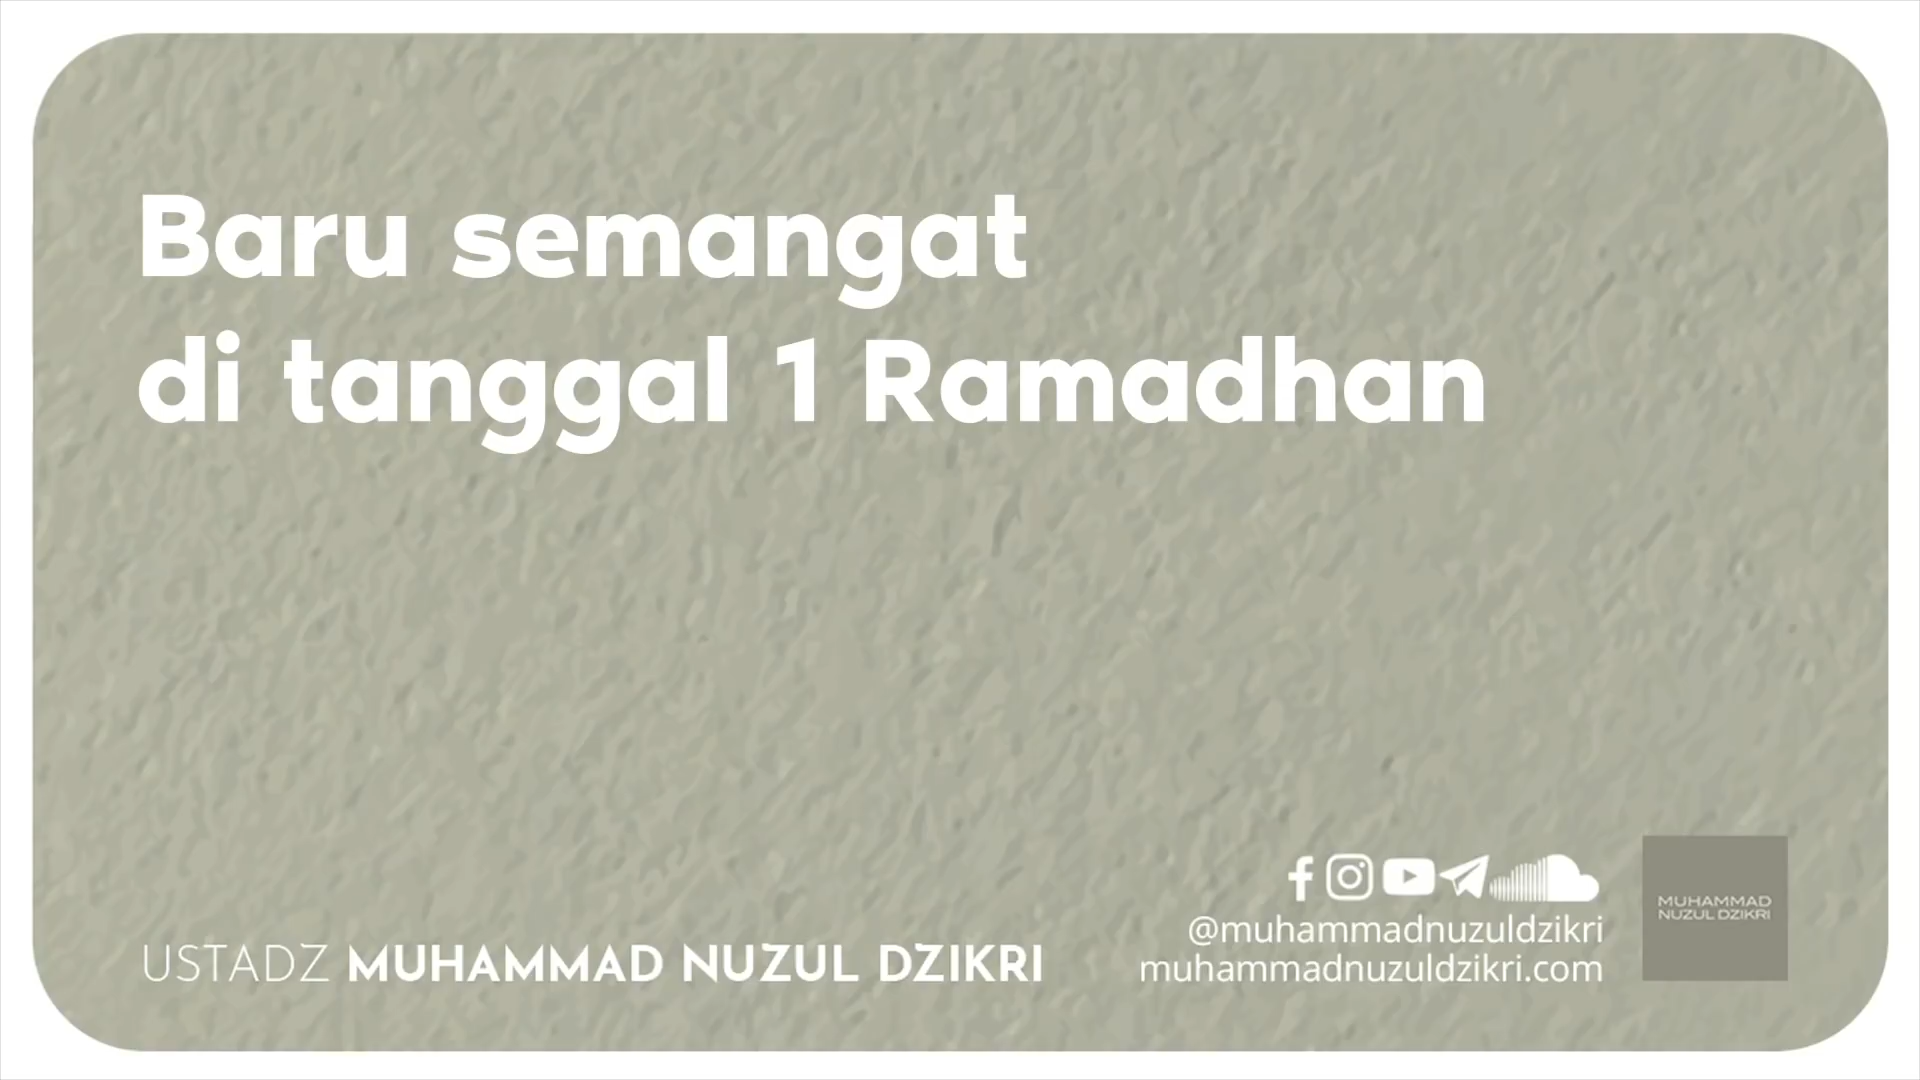 Baru semangat
di tanggal 1 Ramadhan
USTADZ MUHAMMAD NUZUL DZIKRI
@muhammadnuzuldzikri
muhammadnuzuldzikri.com
MUHAMMAD
NUZUL DZIKRI